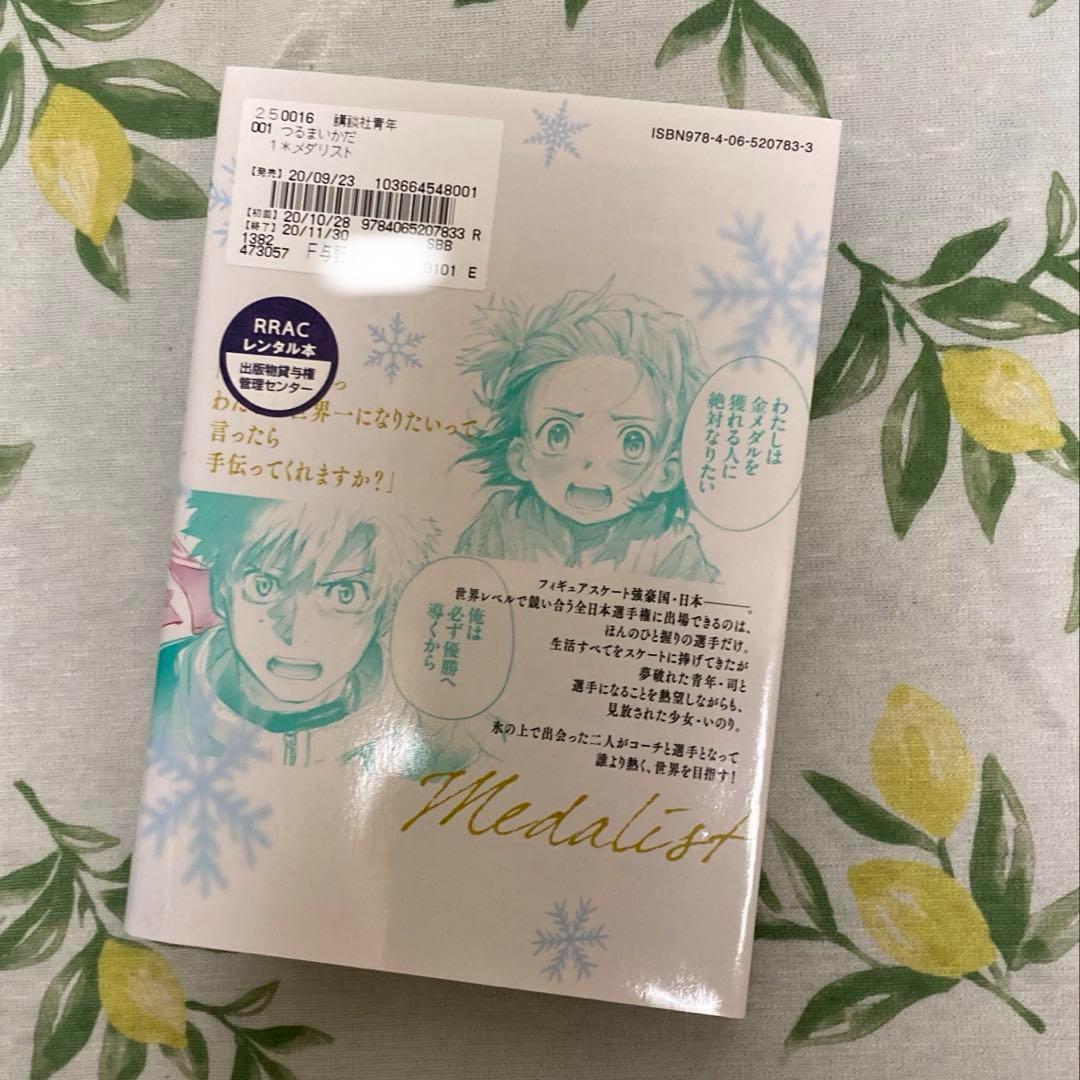 250016 講談社青年
001 つるまいかだ
1*メダリスト
【発売】20/09/23 103664548001
【初回】20/10/28 9784065207833 R
【終了】20/11/30 SBB
1382
473057 F与野 9101 E
ISBN978-4-06-520783-3
RRAC
レンタル本
出版物貸与権
管理センター
わた 世界一になりたいって
言ったら
手伝ってくれますか?」
わたしは
金メダルを
獲れる人に
絶対なりたい
俺は
必ず優勝へ
導くから
フィギュアスケート強豪国・日本———。
世界レベルで競い合う全日本選手権に出場できるのは、
ほんのひと握りの選手だけ。
生活すべてをスケートに捧げてきたが
夢破れた青年・司と
選手になることを熱望しながらも、
見放された少女・いのり。
氷の上で出会った二人がコーチと選手となって
誰より熱く、世界を目指す!
Medalist